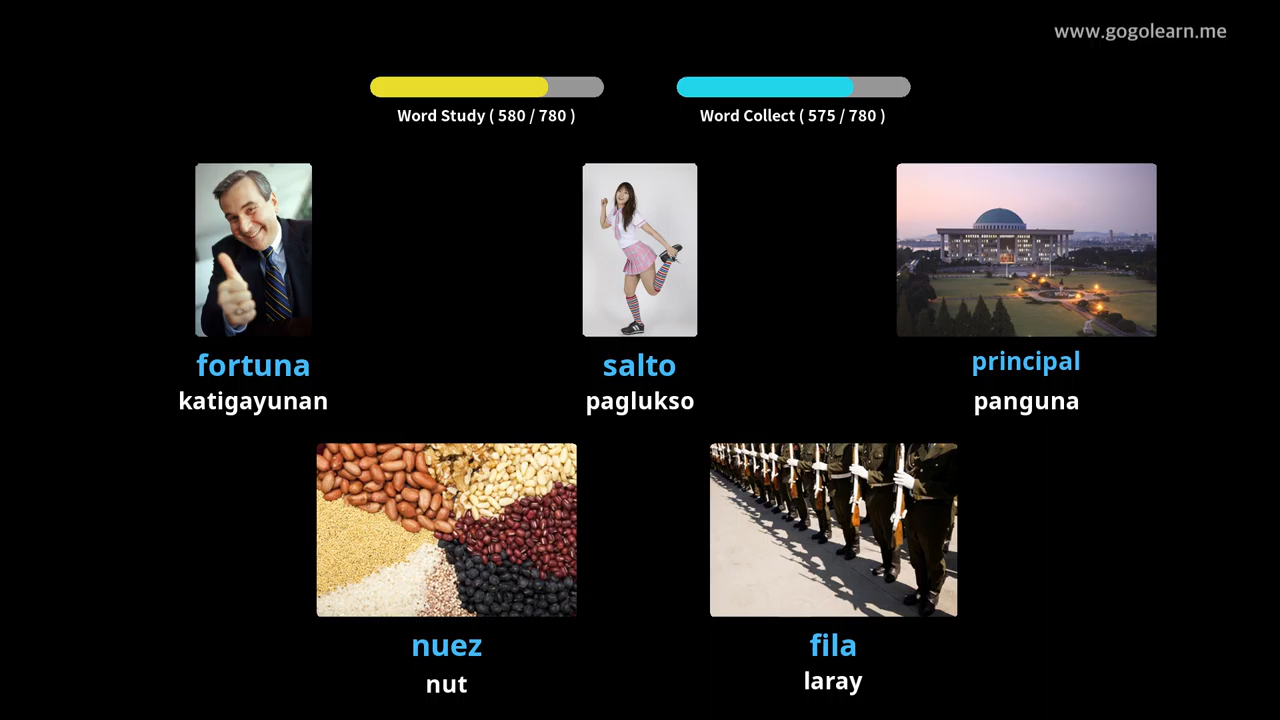 www.gogolearn.me
Word Study ( 580 / 780 )
Word Collect ( 575 / 780 )
fortuna
katigayunan
salto
paglukso
principal
panguna
nuez
nut
fila
laray